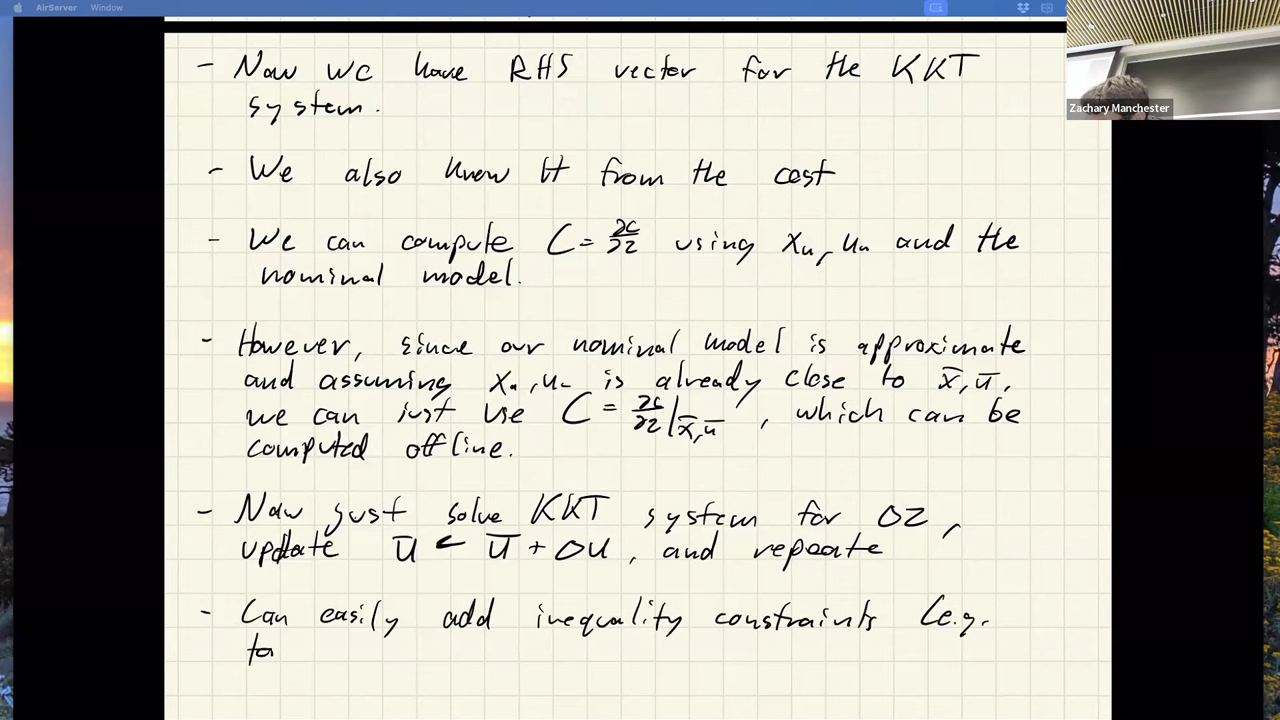 AirServer Window
Zachary Manchester
- Now we have RHS vector for the KKT
system.
- We also know H from the cost
- We can compute C = ∂c/∂z using xₙ, uₙ and the
nominal model.
- However, since our nominal model is approximate
and assuming xₙ, uₙ is already close to x̄, ū,
we can just use C = ∂c/∂z|x̄,ū , which can be
computed offline.
- Now just solve KKT system for ΔZ,
update ū ← ū + Δu, and repeate
- Can easily add inequality constraints (e.g.
to